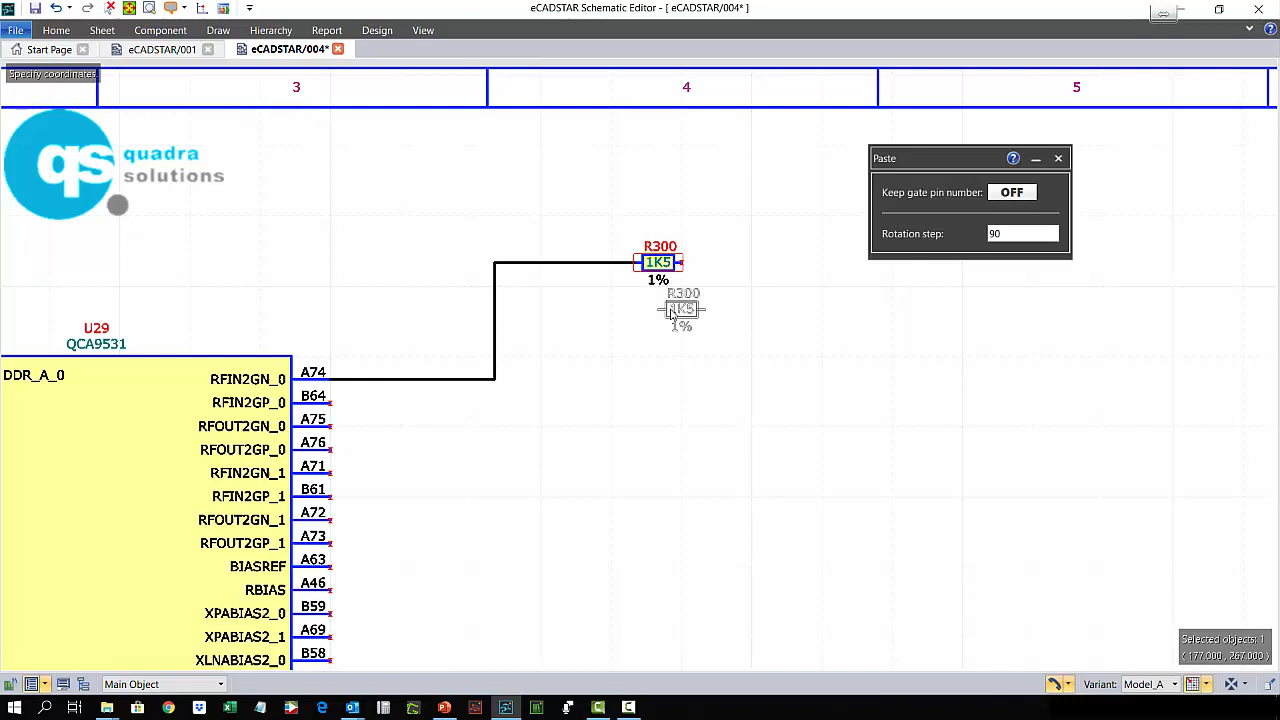 eCADSTAR Schematic Editor - [ eCADSTAR/004* ]
File Home Component Sheet Draw Hierarchy Report Design View
Start Page eCADSTAR/001 eCADSTAR/004*
Specify coordinates.
3 4 5
qs quadra
solutions
Paste
Keep gate pin number: OFF
Rotation step: 90
R300
1K5
1%
R300
1K5
1%
U29
QCA9531
DDR_A_0
RFIN2GN_0 A74
RFIN2GP_0 B64
RFOUT2GN_0 A75
RFOUT2GP_0 A76
RFIN2GN_1 A71
RFIN2GP_1 B61
RFOUT2GN_1 A72
RFOUT2GP_1 A73
BIASREF A63
RBIAS A46
XPABIAS2_0 B59
XPABIAS2_1 A69
XLNABIAS2_0 B58
Selected objects: 1
( 177.000, 267.000)
Main Object
Variant: Model_A